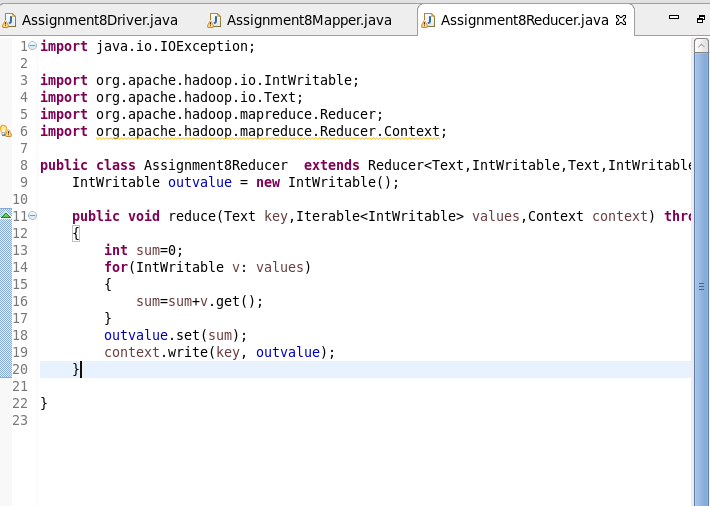 Assignment8Driver.java Assignment8Mapper.java Assignment8Reducer.java
1 import java.io.IOException;
2
3 import org.apache.hadoop.io.IntWritable;
4 import org.apache.hadoop.io.Text;
5 import org.apache.hadoop.mapreduce.Reducer;
6 import org.apache.hadoop.mapreduce.Reducer.Context;
7
8 public class Assignment8Reducer  extends Reducer<Text,IntWritable,Text,IntWritable
9     IntWritable outvalue = new IntWritable();
10
11     public void reduce(Text key,Iterable<IntWritable> values,Context context) thro
12     {
13         int sum=0;
14         for(IntWritable v: values)
15         {
16             sum=sum+v.get();
17         }
18         outvalue.set(sum);
19         context.write(key, outvalue);
20     }
21
22 }
23